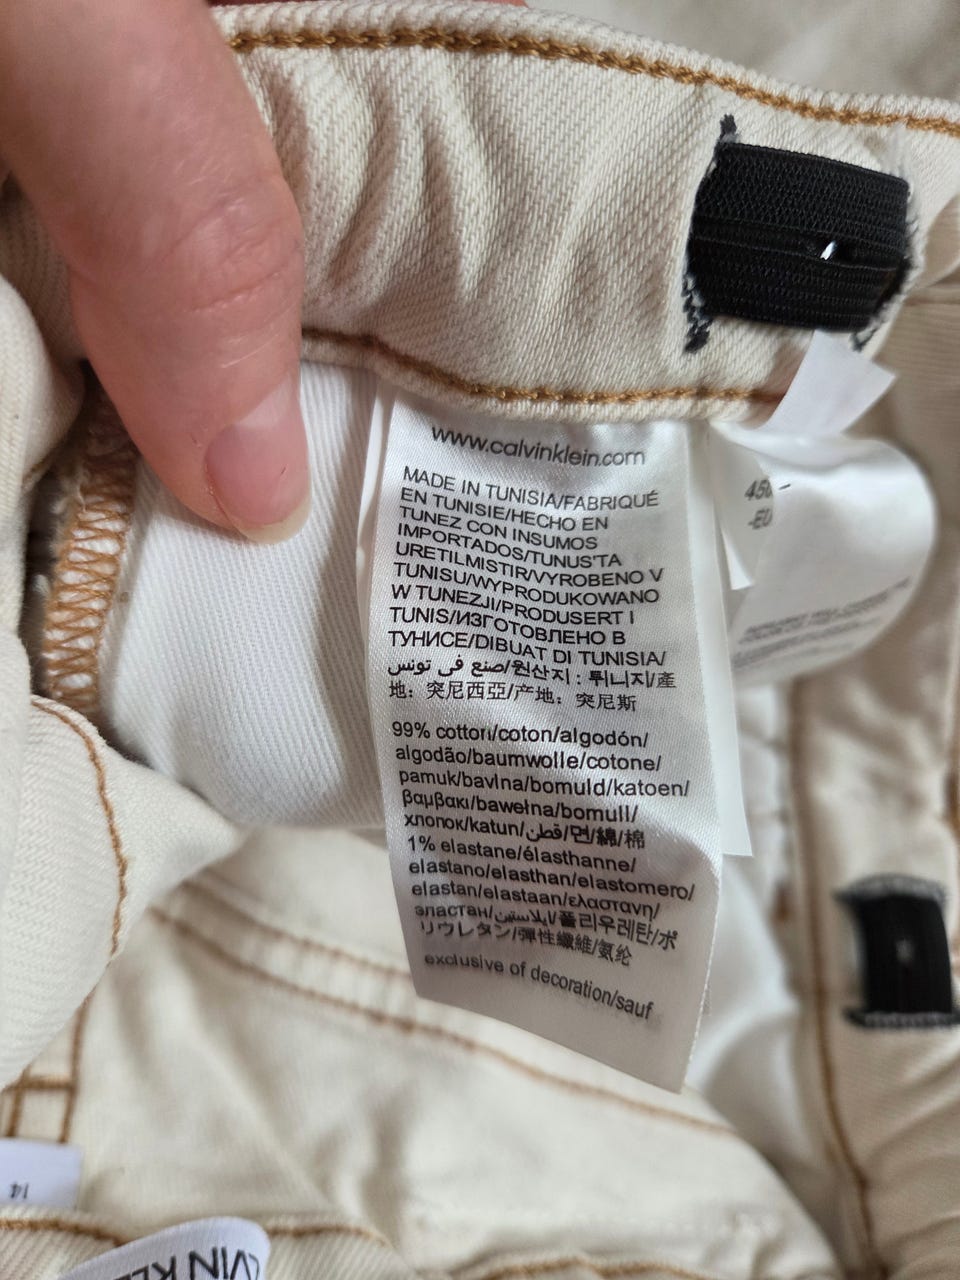 www.calvinklein.com
MADE IN TUNISIA/FABRIQUÉ
EN TUNISIE/HECHO EN
TUNEZ CON INSUMOS
IMPORTADOS/TUNUS'TA
URETILMISTIR/VYROBENO V
TUNISU/WYPRODUKOWANO
W TUNEZJI/PRODUSERT I
TUNIS/ИЗГОТОВЛЕНО В
ТУНИСЕ/DIBUAT DI TUNISIA/
صنع في تونس/원산지 : 튀니지/產
地：突尼西亞/产地：突尼斯
99% cotton/coton/algodón/
algodão/baumwolle/cotone/
pamuk/bavlna/bomuld/katoen/
βαμβακι/bawełna/bomull/
хлопок/katun/قطن/면/綿/棉
1% elastane/élasthanne/
elastano/elasthan/elastomero/
elastan/elastaan/ελαστανη/
эластан/ايلاستين/폴리우레탄/ポ
リウレタン/彈性纖維/氨纶
exclusive of decoration/sauf
14